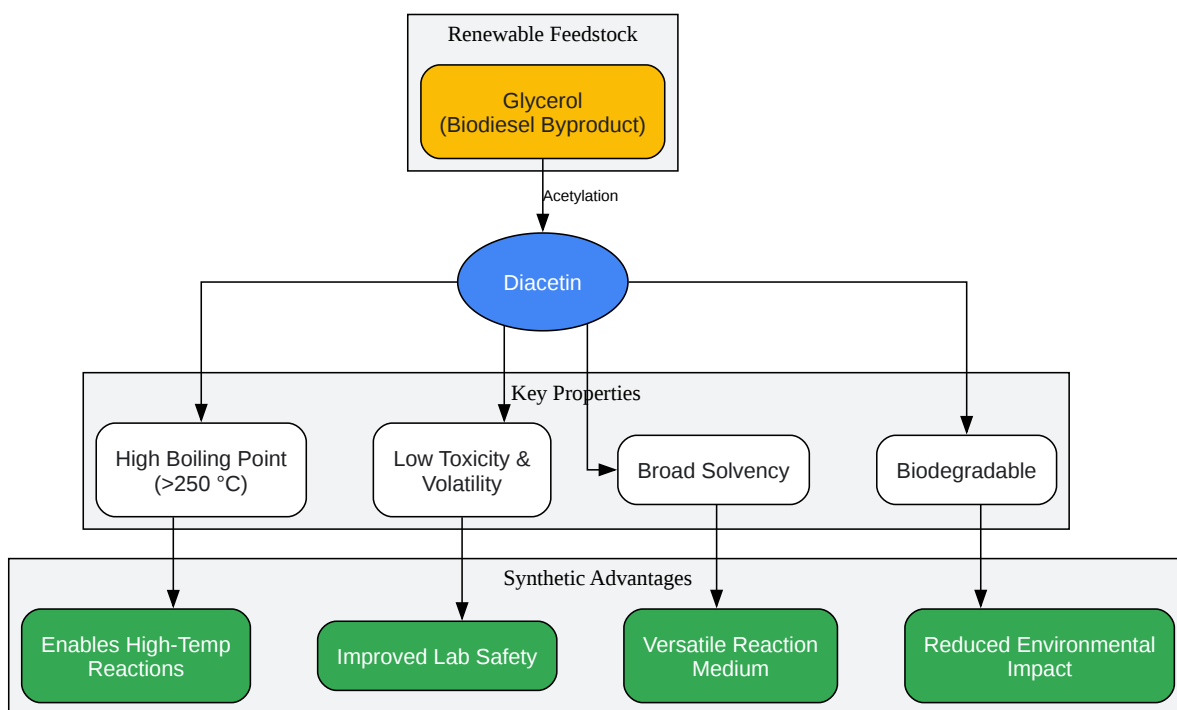 Renewable Feedstock
Glycerol
(Biodiesel Byproduct)
Acetylation
Diacetin
Key Properties
High Boiling Point
(>250 °C)
Low Toxicity &
Volatility
Broad Solvency
Biodegradable
Synthetic Advantages
Enables High-Temp
Reactions
Improved Lab Safety
Versatile Reaction
Medium
Reduced Environmental
Impact